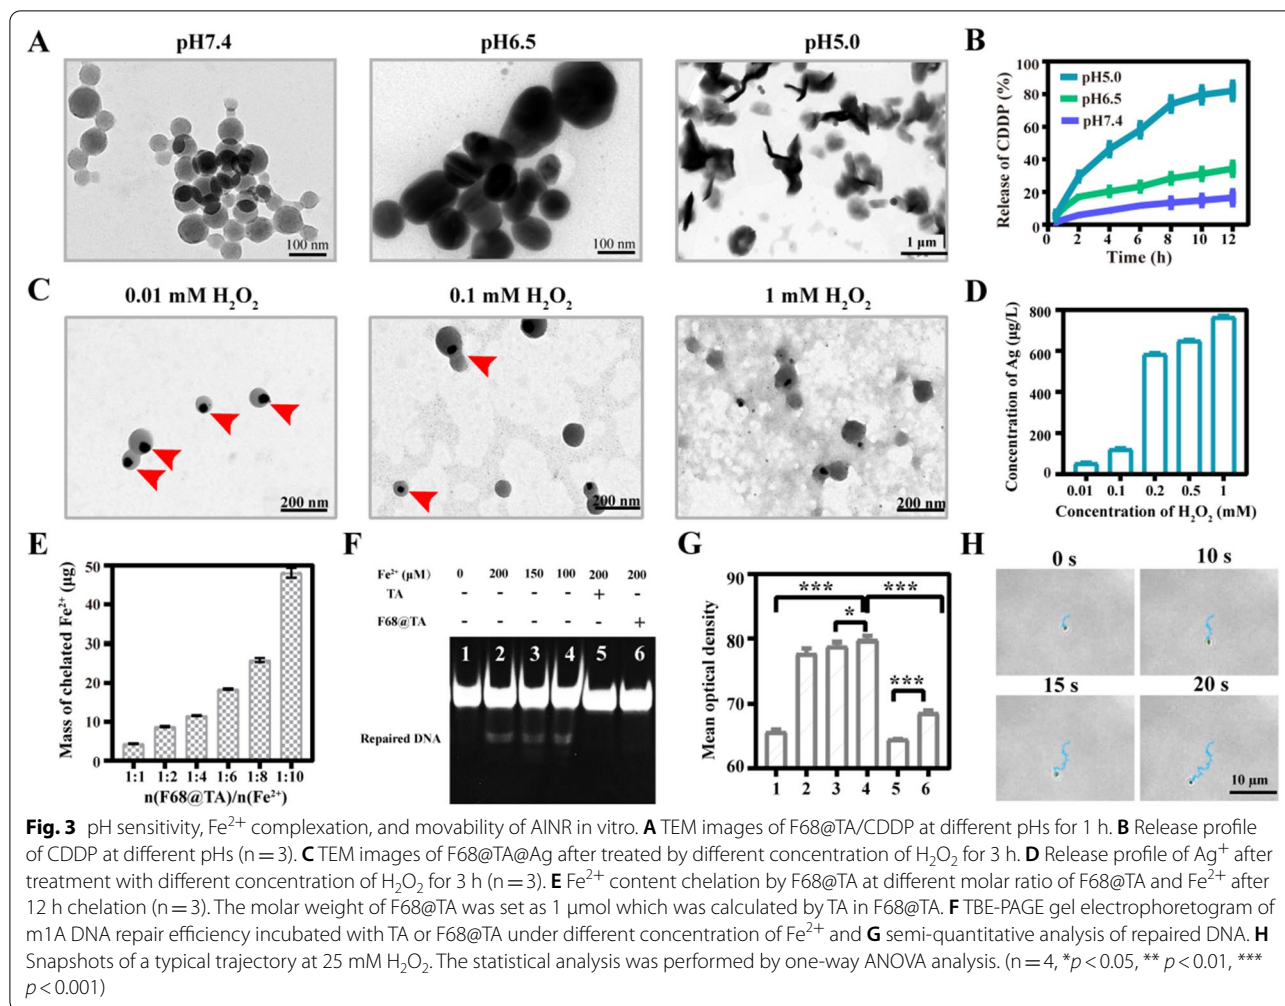 A
pH7.4
pH6.5
pH5.0
100 nm
100 nm
1 μm
B
Release of CDDP (%)
100
80
60
40
20
0
pH5.0
pH6.5
pH7.4
0 2 4 6 8 10 12
Time (h)
C
0.01 mM H₂O₂
0.1 mM H₂O₂
1 mM H₂O₂
200 nm
200 nm
200 nm
D
Concentration of Ag (μg/L)
800
600
400
200
0
0.01 0.1 0.2 0.5 1
Concentration of H₂O₂ (mM)
E
Mass of chelated Fe²⁺ (μg)
50
40
30
20
10
0
1:1 1:2 1:4 1:6 1:8 1:10
n(F68@TA)/n(Fe²⁺)
F
Fe²⁺ (μM) 0 200 150 100 200 200
TA - - - - + -
F68@TA - - - - - +
1 2 3 4 5 6
Repaired DNA
G
Mean optical density
90
80
70
60
*** ***
*
***
1 2 3 4 5 6
H
0 s
10 s
15 s
20 s
10 μm
Fig. 3 pH sensitivity, Fe²⁺ complexation, and movability of AINR in vitro. A TEM images of F68@TA/CDDP at different pHs for 1 h. B Release profile
of CDDP at different pHs (n = 3). C TEM images of F68@TA@Ag after treated by different concentration of H₂O₂ for 3 h. D Release profile of Ag⁺ after
treatment with different concentration of H₂O₂ for 3 h (n = 3). E Fe²⁺ content chelation by F68@TA at different molar ratio of F68@TA and Fe²⁺ after
12 h chelation (n = 3). The molar weight of F68@TA was set as 1 μmol which was calculated by TA in F68@TA. F TBE-PAGE gel electrophoretogram of
m1A DNA repair efficiency incubated with TA or F68@TA under different concentration of Fe²⁺ and G semi-quantitative analysis of repaired DNA. H
Snapshots of a typical trajectory at 25 mM H₂O₂. The statistical analysis was performed by one-way ANOVA analysis. (n = 4, *p < 0.05, ** p < 0.01, ***
p < 0.001)